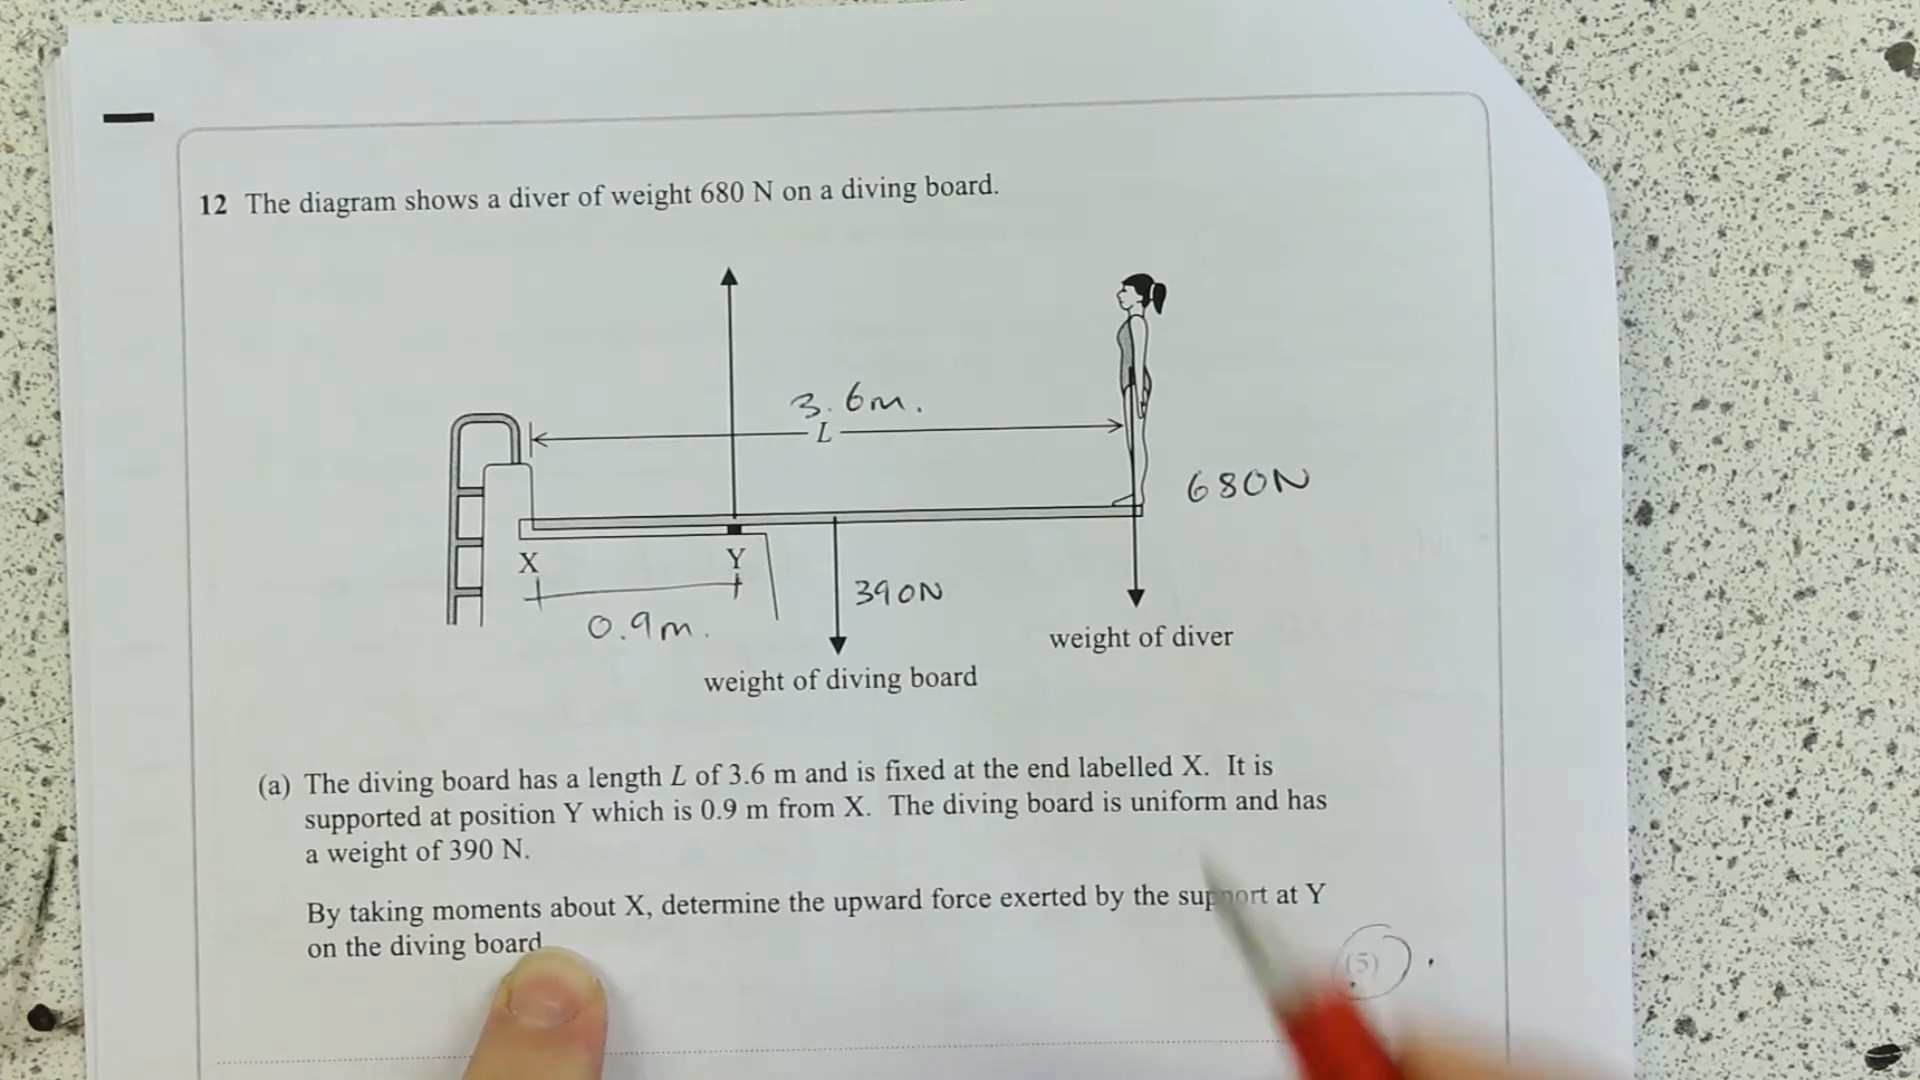 12 The diagram shows a diver of weight 680 N on a diving board.
3.6m.
L
680N
X
Y
390N
0.9m.
weight of diver
weight of diving board
(a) The diving board has a length L of 3.6 m and is fixed at the end labelled X. It is
supported at position Y which is 0.9 m from X. The diving board is uniform and has
a weight of 390 N.
By taking moments about X, determine the upward force exerted by the support at Y
on the diving board
(5)